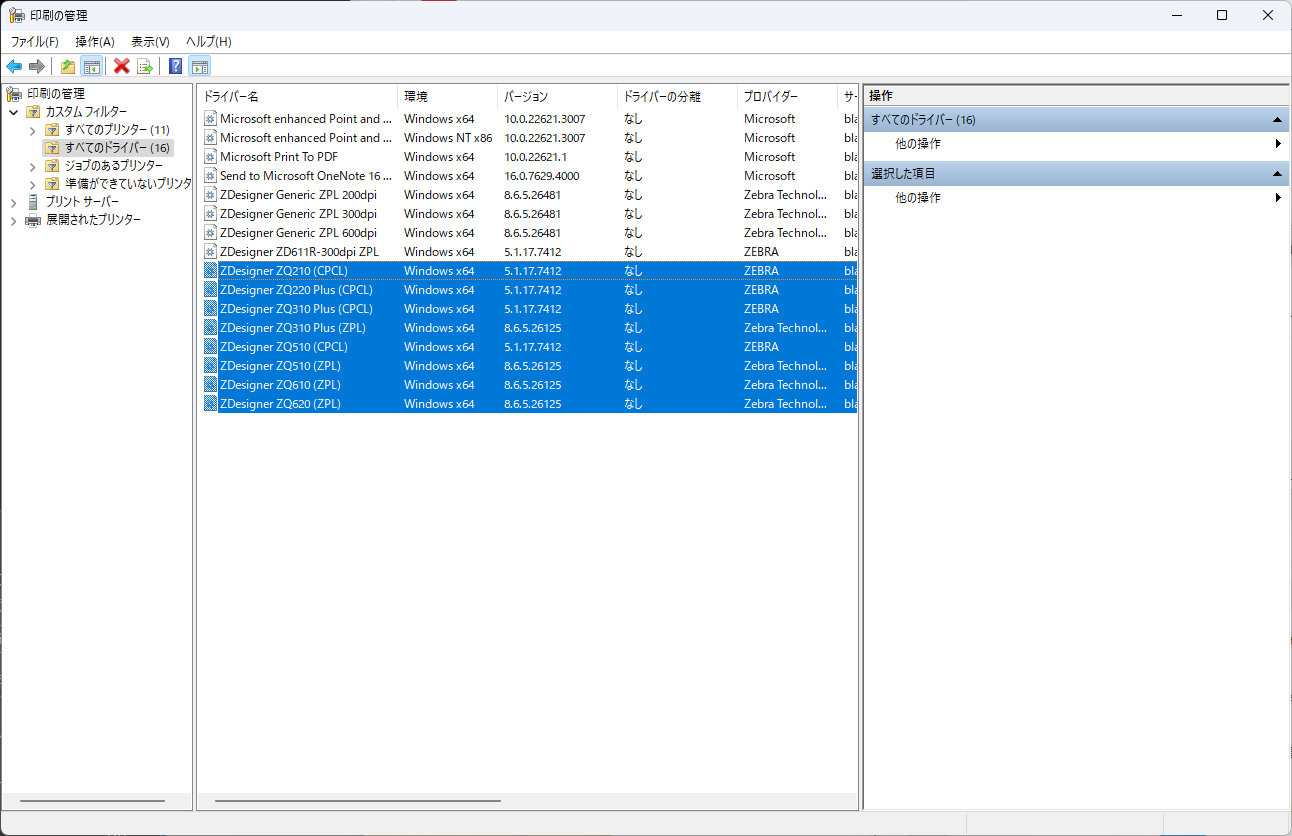 印刷の管理
ファイル(F) 操作(A) 表示(V) ヘルプ(H)
印刷の管理
カスタム フィルター
すべてのプリンター (11)
すべてのドライバー (16)
ジョブのあるプリンター
準備ができていないプリンタ
プリント サーバー
展開されたプリンター
ドライバー名 環境 バージョン ドライバーの分離 プロバイダー サー
Microsoft enhanced Point and ... Windows x64 10.0.22621.3007 なし Microsoft
Microsoft enhanced Point and ... Windows NT x86 10.0.22621.3007 なし Microsoft
Microsoft Print To PDF Windows x64 10.0.22621.1 なし Microsoft
Send to Microsoft OneNote 16 ... Windows x64 16.0.7629.4000 なし Microsoft
ZDesigner Generic ZPL 200dpi Windows x64 8.6.5.26481 なし Zebra Technol...
ZDesigner Generic ZPL 300dpi Windows x64 8.6.5.26481 なし Zebra Technol...
ZDesigner Generic ZPL 600dpi Windows x64 8.6.5.26481 なし Zebra Technol...
ZDesigner ZD611R-300dpi ZPL Windows x64 5.1.17.7412 なし ZEBRA bla
ZDesigner ZQ210 (CPCL) Windows x64 5.1.17.7412 なし ZEBRA bla
ZDesigner ZQ220 Plus (CPCL) Windows x64 5.1.17.7412 なし ZEBRA bla
ZDesigner ZQ310 Plus (CPCL) Windows x64 5.1.17.7412 なし ZEBRA bla
ZDesigner ZQ310 Plus (ZPL) Windows x64 8.6.5.26125 なし Zebra Technol... bla
ZDesigner ZQ510 (CPCL) Windows x64 5.1.17.7412 なし ZEBRA bla
ZDesigner ZQ510 (ZPL) Windows x64 8.6.5.26125 なし Zebra Technol... bla
ZDesigner ZQ610 (ZPL) Windows x64 8.6.5.26125 なし Zebra Technol... bla
ZDesigner ZQ620 (ZPL) Windows x64 8.6.5.26125 なし Zebra Technol... bla
操作
すべてのドライバー (16)
他の操作
選択した項目
他の操作